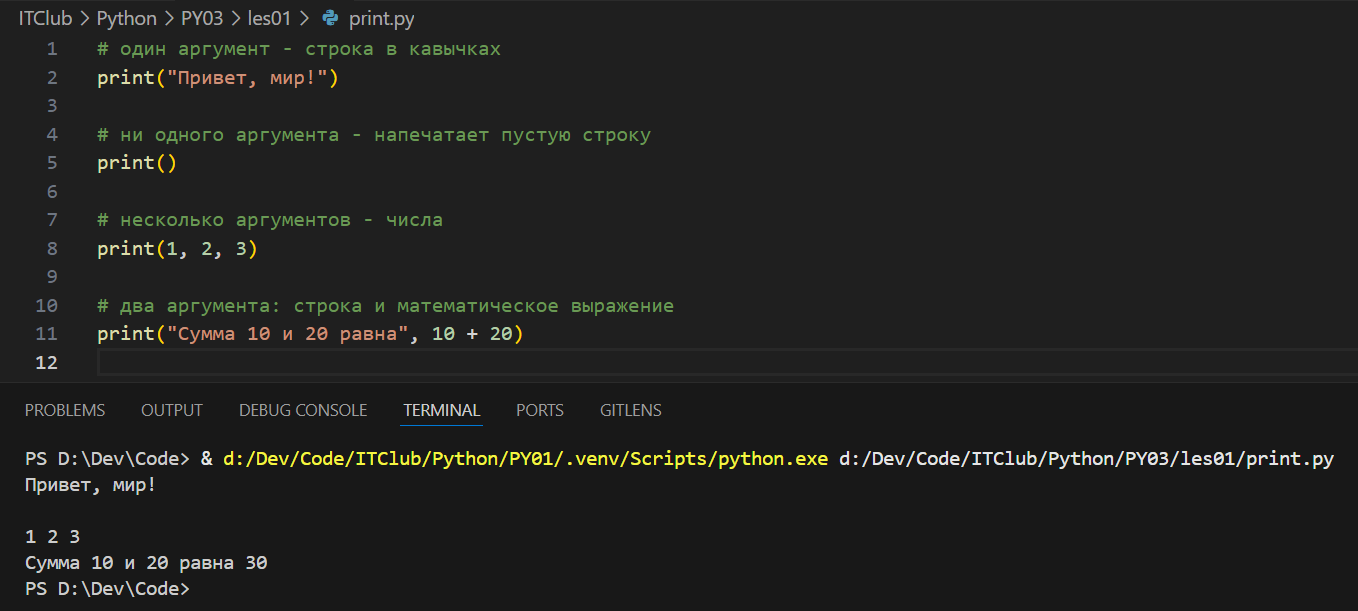 ITClub > Python > PY03 > les01 > print.py
1 # один аргумент - строка в кавычках
2 print("Привет, мир!")
3
4 # ни одного аргумента - напечатает пустую строку
5 print()
6
7 # несколько аргументов - числа
8 print(1, 2, 3)
9
10 # два аргумента: строка и математическое выражение
11 print("Сумма 10 и 20 равна", 10 + 20)
12
PROBLEMS OUTPUT DEBUG CONSOLE TERMINAL PORTS GITLENS
PS D:\Dev\Code> & d:/Dev/Code/ITClub/Python/PY01/.venv/Scripts/python.exe d:/Dev/Code/ITClub/Python/PY03/les01/print.py
Привет, мир!

1 2 3
Сумма 10 и 20 равна 30
PS D:\Dev\Code>